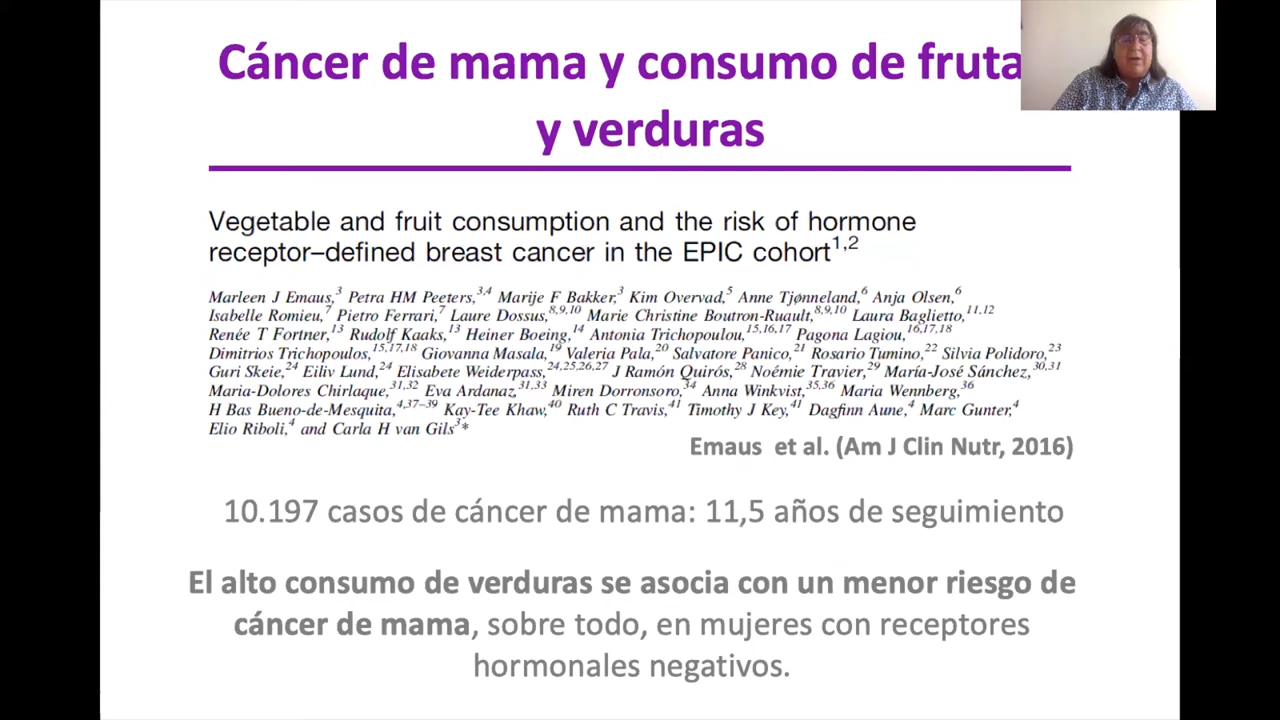 Cáncer de mama y consumo de fruta
y verduras
Vegetable and fruit consumption and the risk of hormone
receptor–defined breast cancer in the EPIC cohort1,2
Marleen J Emaus,3 Petra HM Peeters,3,4 Marije F Bakker,3 Kim Overvad,5 Anne Tjønneland,6 Anja Olsen,6
Isabelle Romieu,7 Pietro Ferrari,7 Laure Dossus,8,9,10 Marie Christine Boutron-Ruault,8,9,10 Laura Baglietto,11,12
Renée T Fortner,13 Rudolf Kaaks,13 Heiner Boeing,14 Antonia Trichopoulou,15,16,17 Pagona Lagiou,16,17,18
Dimitrios Trichopoulos,15,17,18 Giovanna Masala,19 Valeria Pala,20 Salvatore Panico,21 Rosario Tumino,22 Silvia Polidoro,23
Guri Skeie,24 Eiliv Lund,24 Elisabete Weiderpass,24,25,26,27 J Ramón Quirós,28 Noémie Travier,29 María-José Sánchez,30,31
Maria-Dolores Chirlaque,31,32 Eva Ardanaz,31,33 Miren Dorronsoro,34 Anna Winkvist,35,36 Maria Wennberg,36
H Bas Bueno-de-Mesquita,4,37–39 Kay-Tee Khaw,40 Ruth C Travis,41 Timothy J Key,41 Dagfinn Aune,4 Marc Gunter,4
Elio Riboli,4 and Carla H van Gils3*
Emaus et al. (Am J Clin Nutr, 2016)
10.197 casos de cáncer de mama: 11,5 años de seguimiento
El alto consumo de verduras se asocia con un menor riesgo de
cáncer de mama, sobre todo, en mujeres con receptores
hormonales negativos.